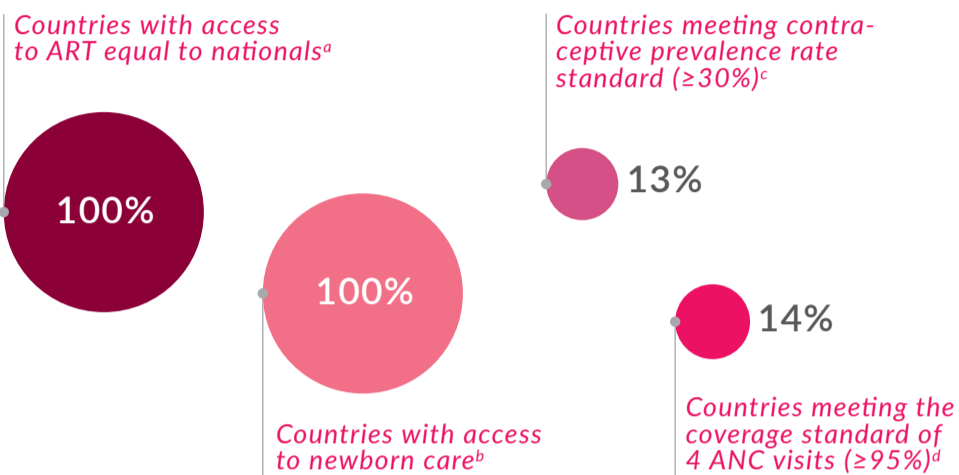 Countries with access
to ART equal to nationalsᵃ
100%
100%
Countries with access
to newborn careᵇ
Countries meeting contra-
ceptive prevalence rate
standard (≥30%)ᶜ
13%
14%
Countries meeting the
coverage standard of
4 ANC visits (≥95%)ᵈ